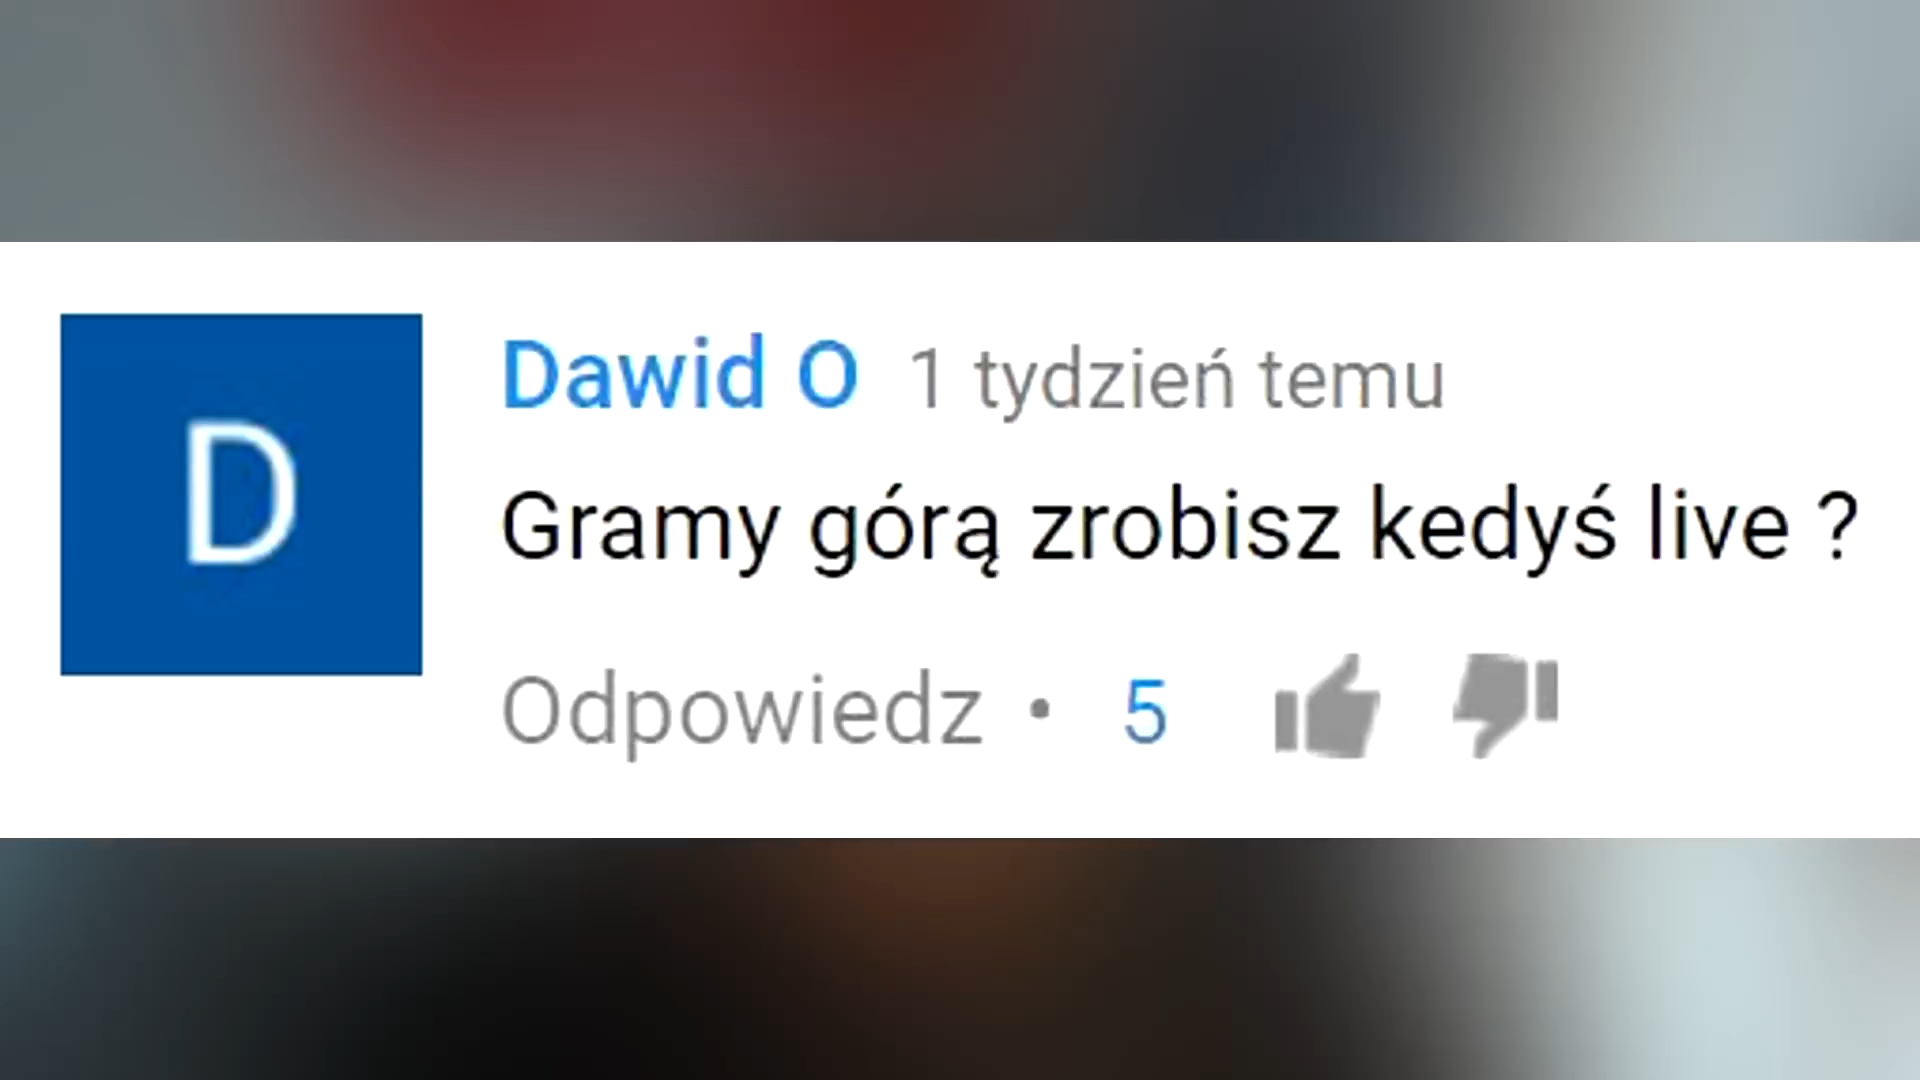 D
Dawid O 1 tydzień temu
Gramy górą zrobisz kedyś live ?
Odpowiedz • 5